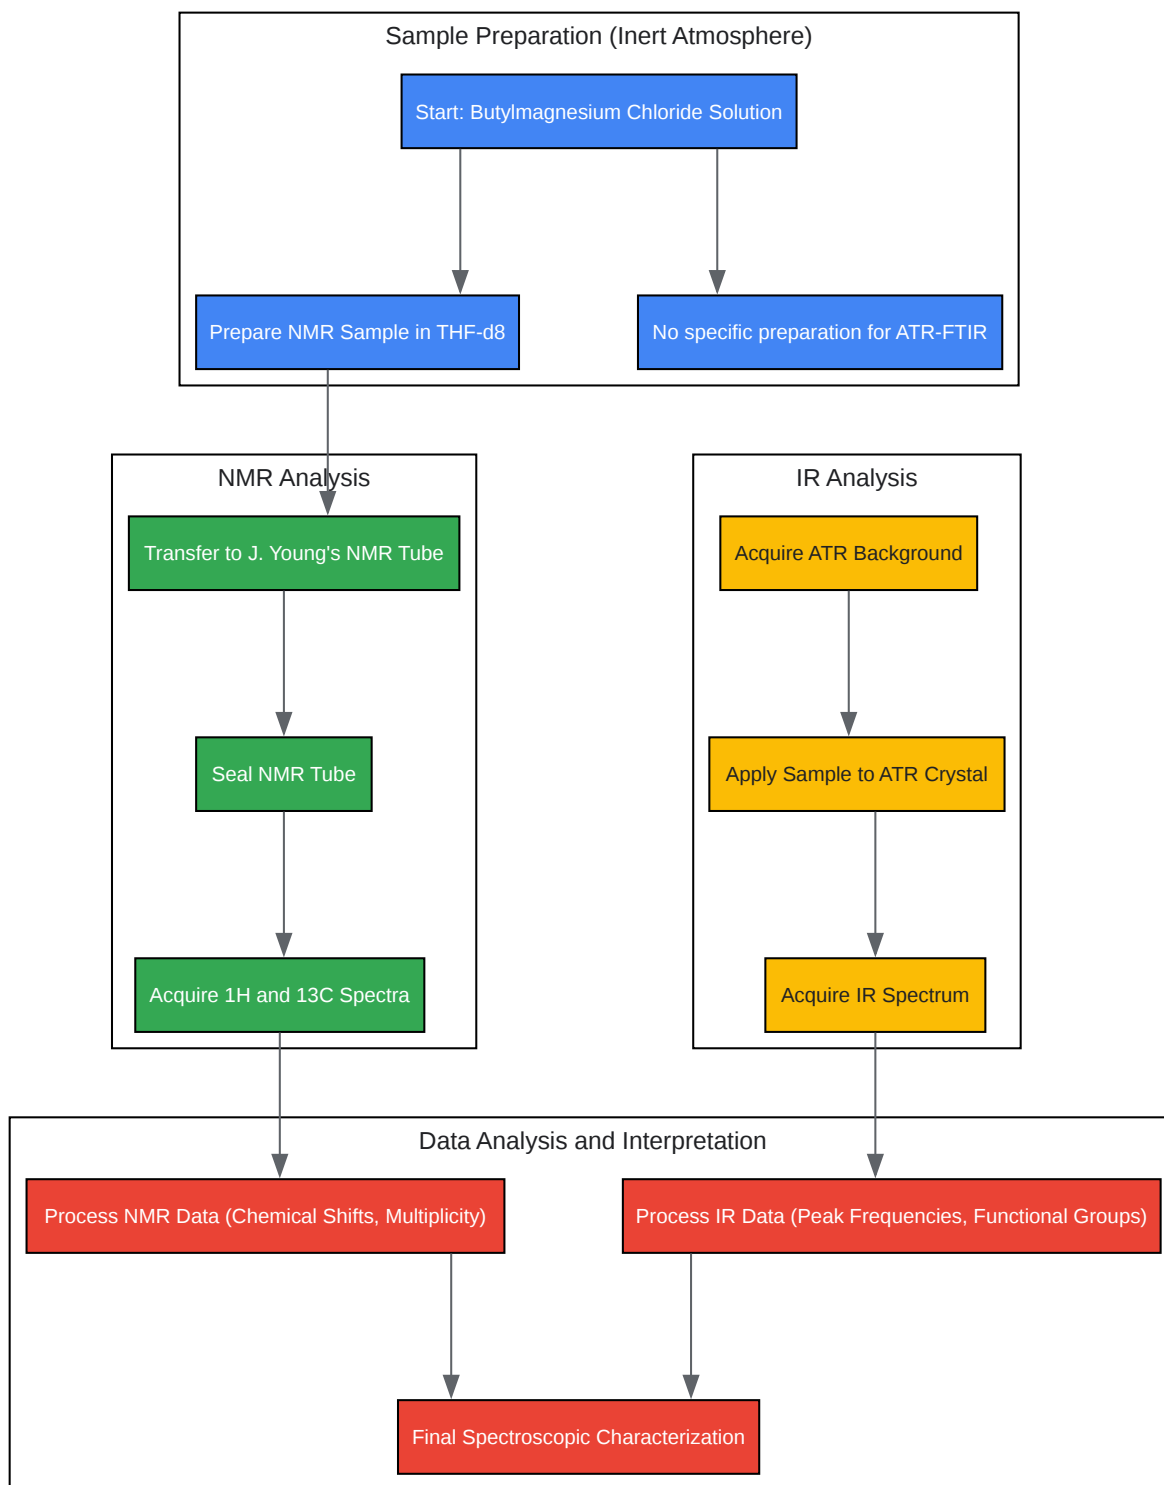 Sample Preparation (Inert Atmosphere)
Start: Butylmagnesium Chloride Solution
Prepare NMR Sample in THF-d8
No specific preparation for ATR-FTIR
NMR Analysis
IR Analysis
Transfer to J. Young's NMR Tube
Acquire ATR Background
Seal NMR Tube
Apply Sample to ATR Crystal
Acquire 1H and 13C Spectra
Acquire IR Spectrum
Data Analysis and Interpretation
Process NMR Data (Chemical Shifts, Multiplicity)
Process IR Data (Peak Frequencies, Functional Groups)
Final Spectroscopic Characterization